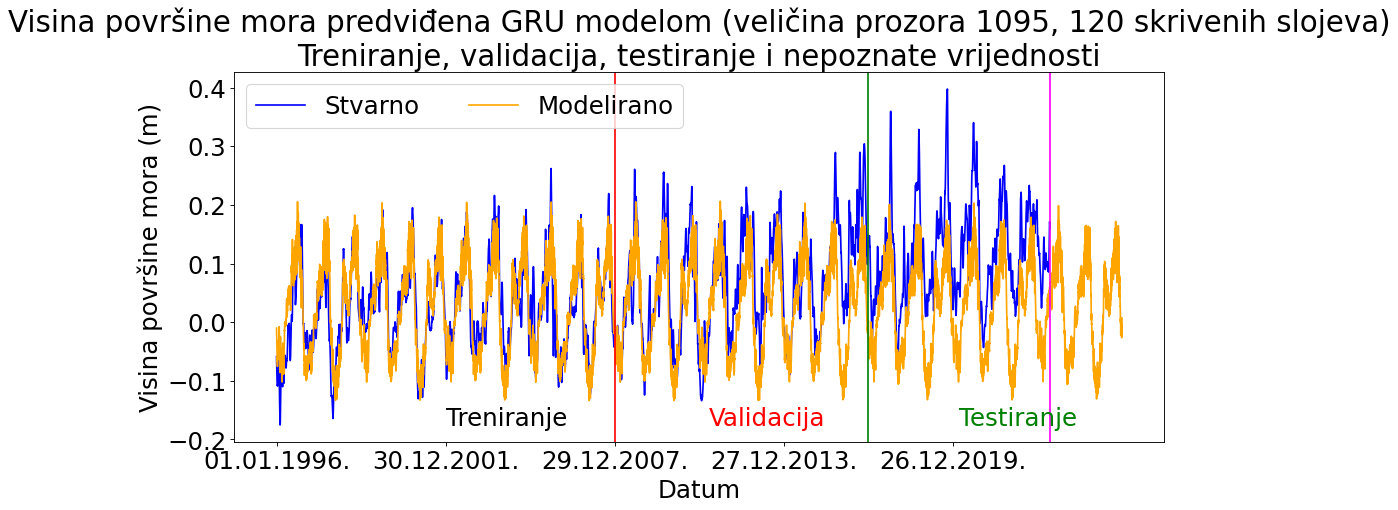 Visina površine mora predviđena GRU modelom (veličina prozora 1095, 120 skrivenih slojeva)
Treniranje, validacija, testiranje i nepoznate vrijednosti
Stvarno
Modelirano
Visina površine mora (m)
0.4
0.3
0.2
0.1
0.0
−0.1
−0.2
Treniranje
Validacija
Testiranje
01.01.1996.
30.12.2001.
29.12.2007.
27.12.2013.
26.12.2019.
Datum